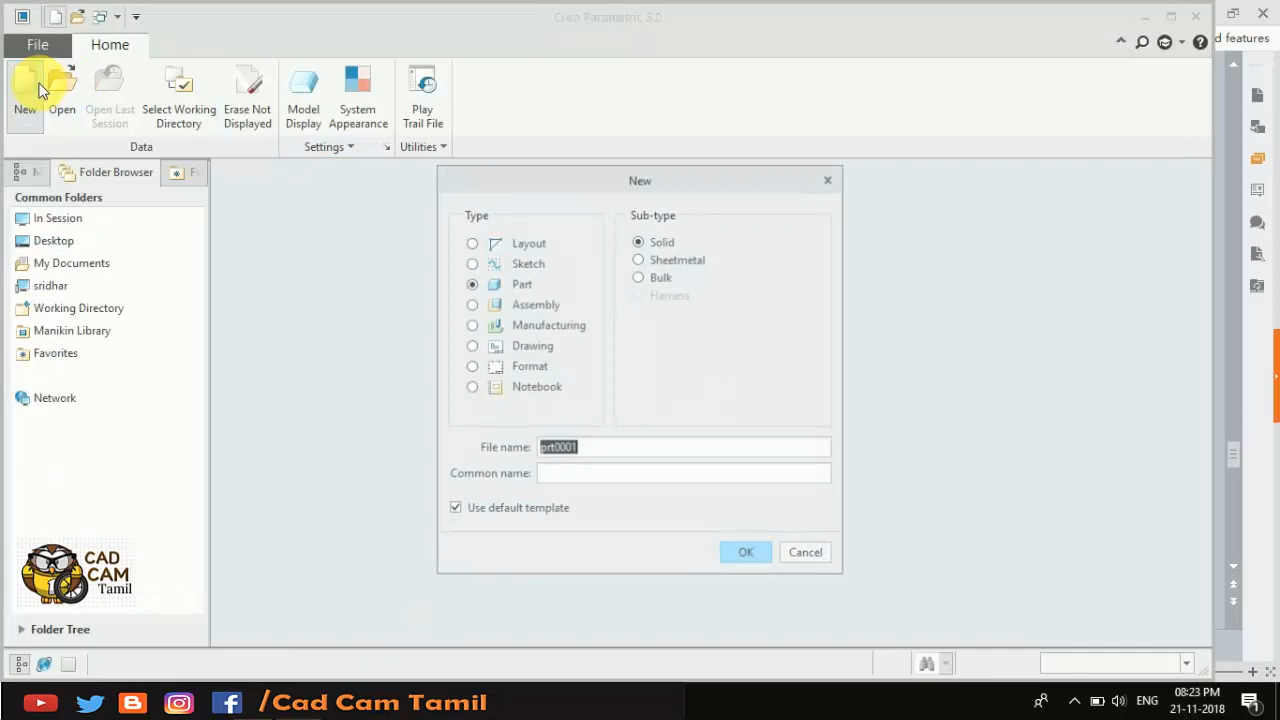 Creo Parametric 5.0
File
Home
d features
New
Open
Open Last Session
Select Working Directory
Erase Not Displayed
Model Display
System Appearance
Play Trail File
Data
Settings
Utilities
M
Folder Browser
F
Common Folders
In Session
Desktop
My Documents
sridhar
Working Directory
Manikin Library
Favorites
Network
Folder Tree
New
Type
Sub-type
Layout
Sketch
Part
Assembly
Manufacturing
Drawing
Format
Notebook
Solid
Sheetmetal
Bulk
Harness
File name: prt0001
Common name:
Use default template
OK
Cancel
CAD
CAM
Tamil
/Cad Cam Tamil
ENG
08:23 PM
21-11-2018
1